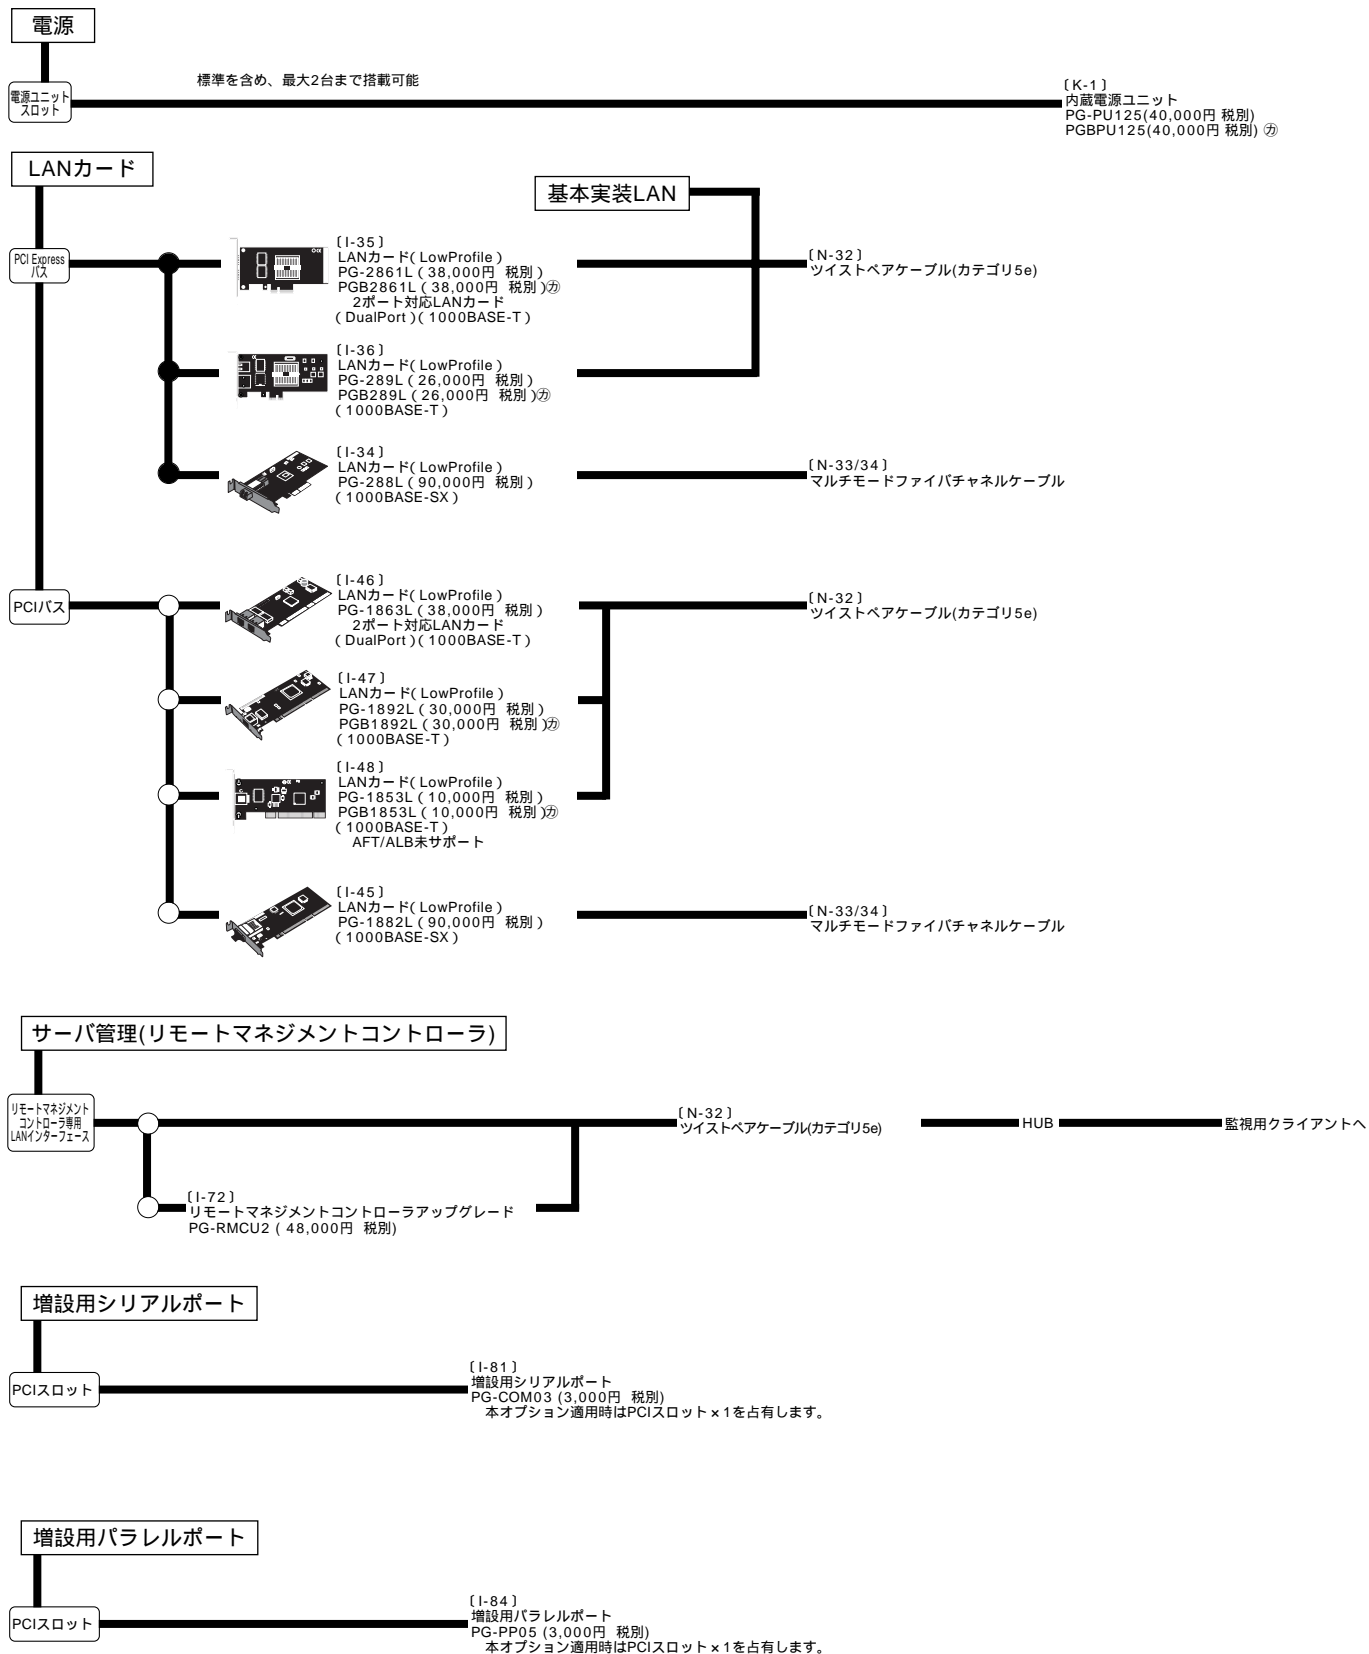 電源
電源ユニット
スロット
標準を含め、最大2台まで搭載可能
〔K-1〕
内蔵電源ユニット
PG-PU125(40,000円 税別)
PGBPU125(40,000円 税別) ㋕
LANカード
基本実装LAN
PCI Express
バス
〔I-35〕
LANカード(LowProfile)
PG-2861L(38,000円 税別)
PGB2861L(38,000円 税別)㋕
2ポート対応LANカード
(DualPort)(1000BASE-T)
〔N-32〕
ツイストペアケーブル(カテゴリ5e)
〔I-36〕
LANカード(LowProfile)
PG-289L(26,000円 税別)
PGB289L(26,000円 税別)㋕
(1000BASE-T)
〔I-34〕
LANカード(LowProfile)
PG-288L(90,000円 税別)
(1000BASE-SX)
〔N-33/34〕
マルチモードファイバチャネルケーブル
PCIバス
〔I-46〕
LANカード(LowProfile)
PG-1863L(38,000円 税別)
2ポート対応LANカード
(DualPort)(1000BASE-T)
〔N-32〕
ツイストペアケーブル(カテゴリ5e)
〔I-47〕
LANカード(LowProfile)
PG-1892L(30,000円 税別)
PGB1892L(30,000円 税別)㋕
(1000BASE-T)
〔I-48〕
LANカード(LowProfile)
PG-1853L(10,000円 税別)
PGB1853L(10,000円 税別)㋕
(1000BASE-T)
AFT/ALB未サポート
〔I-45〕
LANカード(LowProfile)
PG-1882L(90,000円 税別)
(1000BASE-SX)
〔N-33/34〕
マルチモードファイバチャネルケーブル
サーバ管理(リモートマネジメントコントローラ)
リモートマネジメント
コントローラ専用
LANインターフェース
〔N-32〕
ツイストペアケーブル(カテゴリ5e)
HUB
監視用クライアントへ
〔I-72〕
リモートマネジメントコントローラアップグレード
PG-RMCU2(48,000円 税別)
増設用シリアルポート
PCIスロット
〔I-81〕
増設用シリアルポート
PG-COM03 (3,000円 税別)
本オプション適用時はPCIスロット×1を占有します。
増設用パラレルポート
PCIスロット
〔I-84〕
増設用パラレルポート
PG-PP05 (3,000円 税別)
本オプション適用時はPCIスロット×1を占有します。